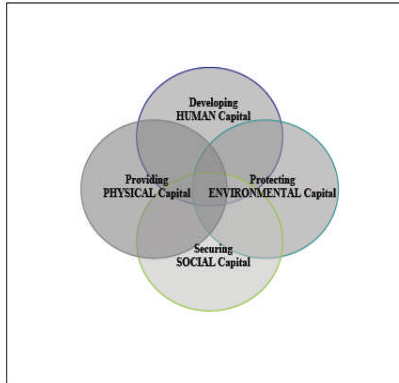 Developing
HUMAN Capital
Providing
PHYSICAL Capital
Protecting
ENVIRONMENTAL Capital
Securing
SOCIAL Capital